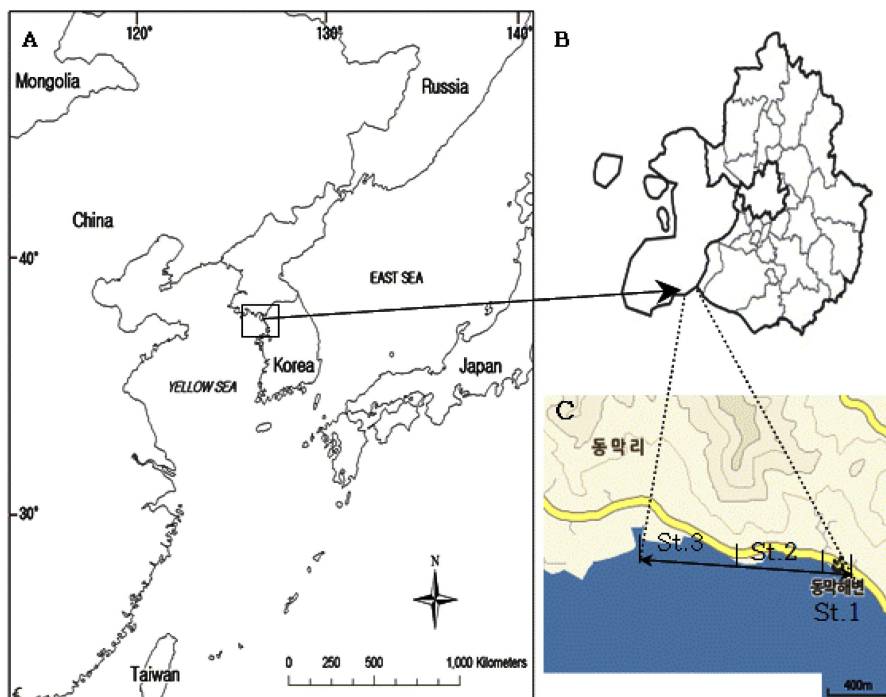 A
120°
130°
140°
Mongolia
Russia
China
40°
EAST SEA
Korea
Japan
YELLOW SEA
30°
N
0 250 500 1,000 Kilometers
Taiwan
B
C
동막리
St.3
St.2
동막해변
St.1
400m